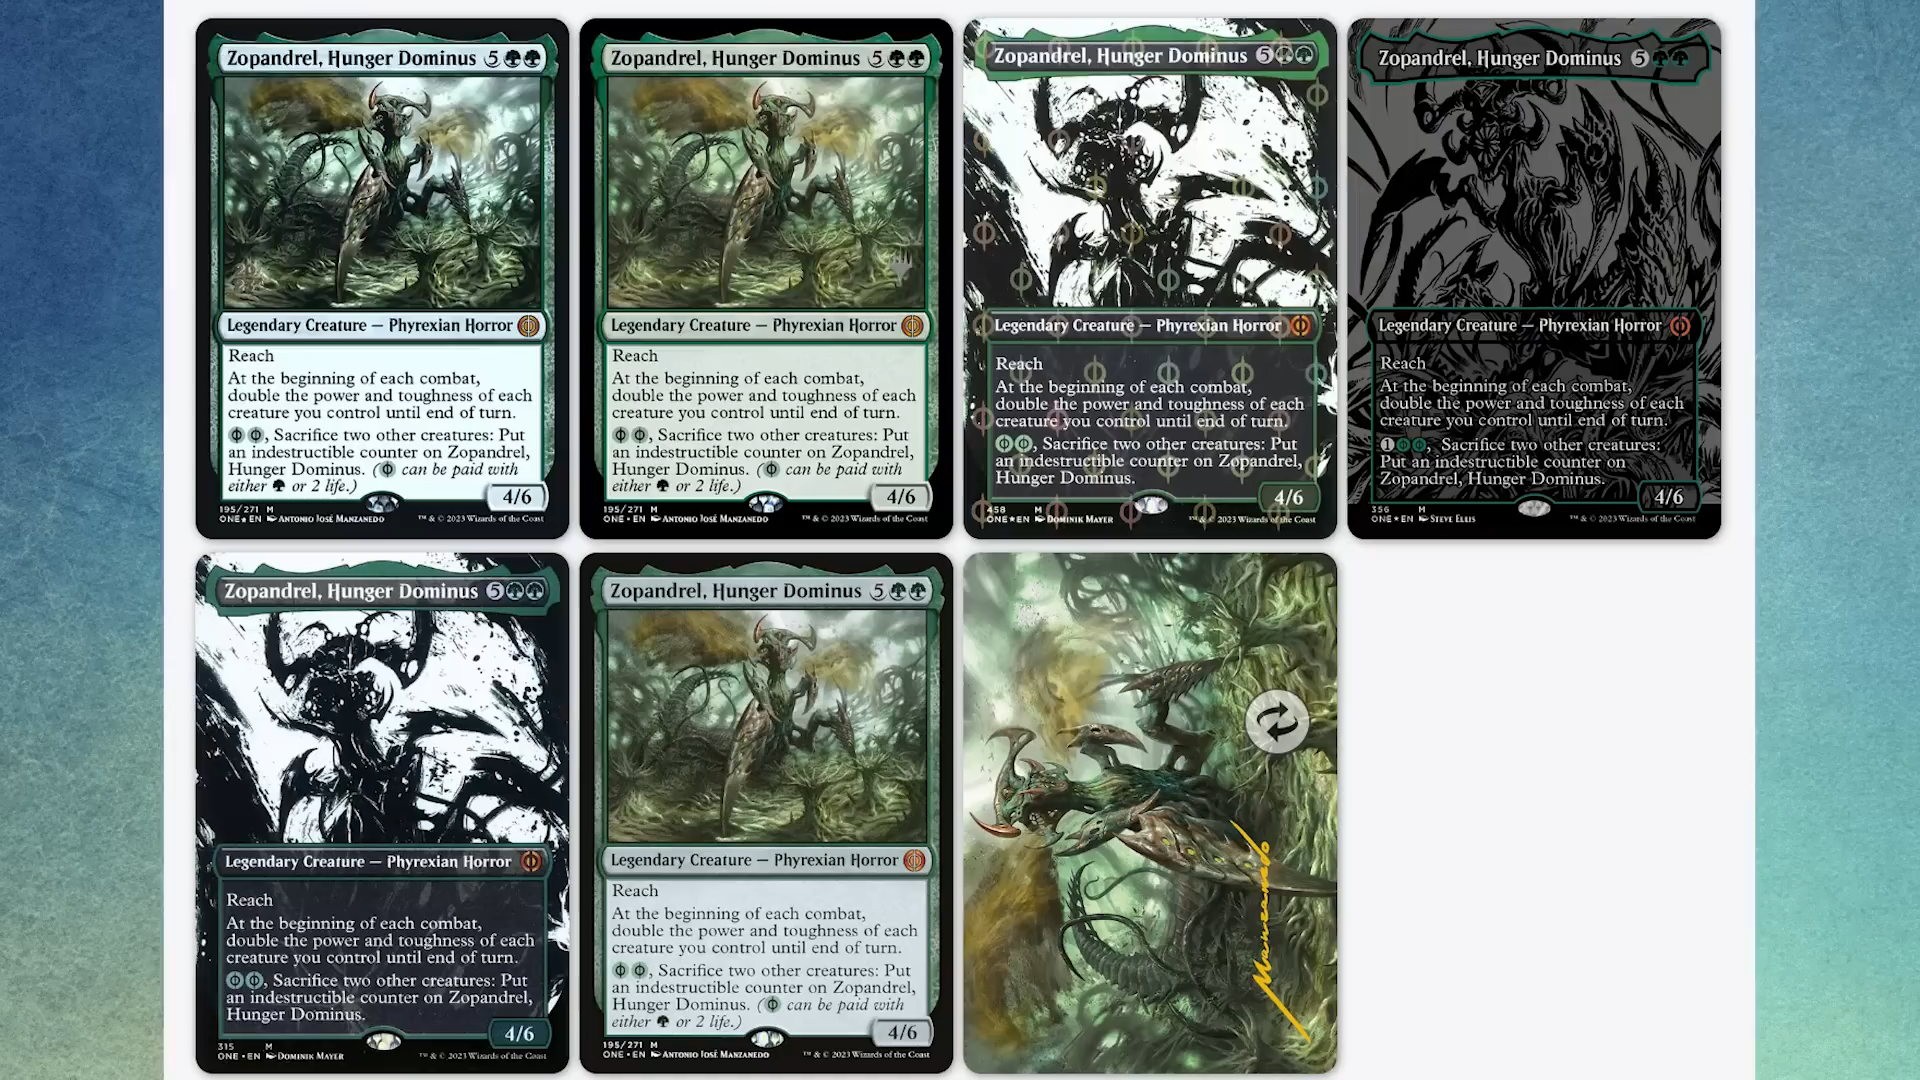 Zopandrel, Hunger Dominus 5
Legendary Creature — Phyrexian Horror
Reach
At the beginning of each combat,
double the power and toughness of each
creature you control until end of turn.
, Sacrifice two other creatures: Put
an indestructible counter on Zopandrel,
Hunger Dominus. ( can be paid with
either or 2 life.)
4/6
195/271 M
ONE★EN Antonio José Manzanedo
™ & © 2023 Wizards of the Coast
Zopandrel, Hunger Dominus 5
Legendary Creature — Phyrexian Horror
Reach
At the beginning of each combat,
double the power and toughness of each
creature you control until end of turn.
, Sacrifice two other creatures: Put
an indestructible counter on Zopandrel,
Hunger Dominus. ( can be paid with
either or 2 life.)
4/6
195/271 M
ONE • EN Antonio José Manzanedo
™ & © 2023 Wizards of the Coast
Zopandrel, Hunger Dominus 5
Legendary Creature — Phyrexian Horror
Reach
At the beginning of each combat,
double the power and toughness of each
creature you control until end of turn.
, Sacrifice two other creatures: Put
an indestructible counter on Zopandrel,
Hunger Dominus.
4/6
458 M
ONE★EN Dominik Mayer
™ & © 2023 Wizards of the Coast
Zopandrel, Hunger Dominus 5
Legendary Creature — Phyrexian Horror
Reach
At the beginning of each combat,
double the power and toughness of each
creature you control until end of turn.
1, Sacrifice two other creatures:
Put an indestructible counter on
Zopandrel, Hunger Dominus.
4/6
356 M
ONE★EN Steve Ellis
™ & © 2023 Wizards of the Coast
Zopandrel, Hunger Dominus 5
Legendary Creature — Phyrexian Horror
Reach
At the beginning of each combat,
double the power and toughness of each
creature you control until end of turn.
, Sacrifice two other creatures: Put
an indestructible counter on Zopandrel,
Hunger Dominus.
4/6
315 M
ONE • EN Dominik Mayer
™ & © 2023 Wizards of the Coast
Zopandrel, Hunger Dominus 5
Legendary Creature — Phyrexian Horror
Reach
At the beginning of each combat,
double the power and toughness of each
creature you control until end of turn.
, Sacrifice two other creatures: Put
an indestructible counter on Zopandrel,
Hunger Dominus. ( can be paid with
either or 2 life.)
4/6
195/271 M
ONE • EN Antonio José Manzanedo
™ & © 2023 Wizards of the Coast
Manzanedo